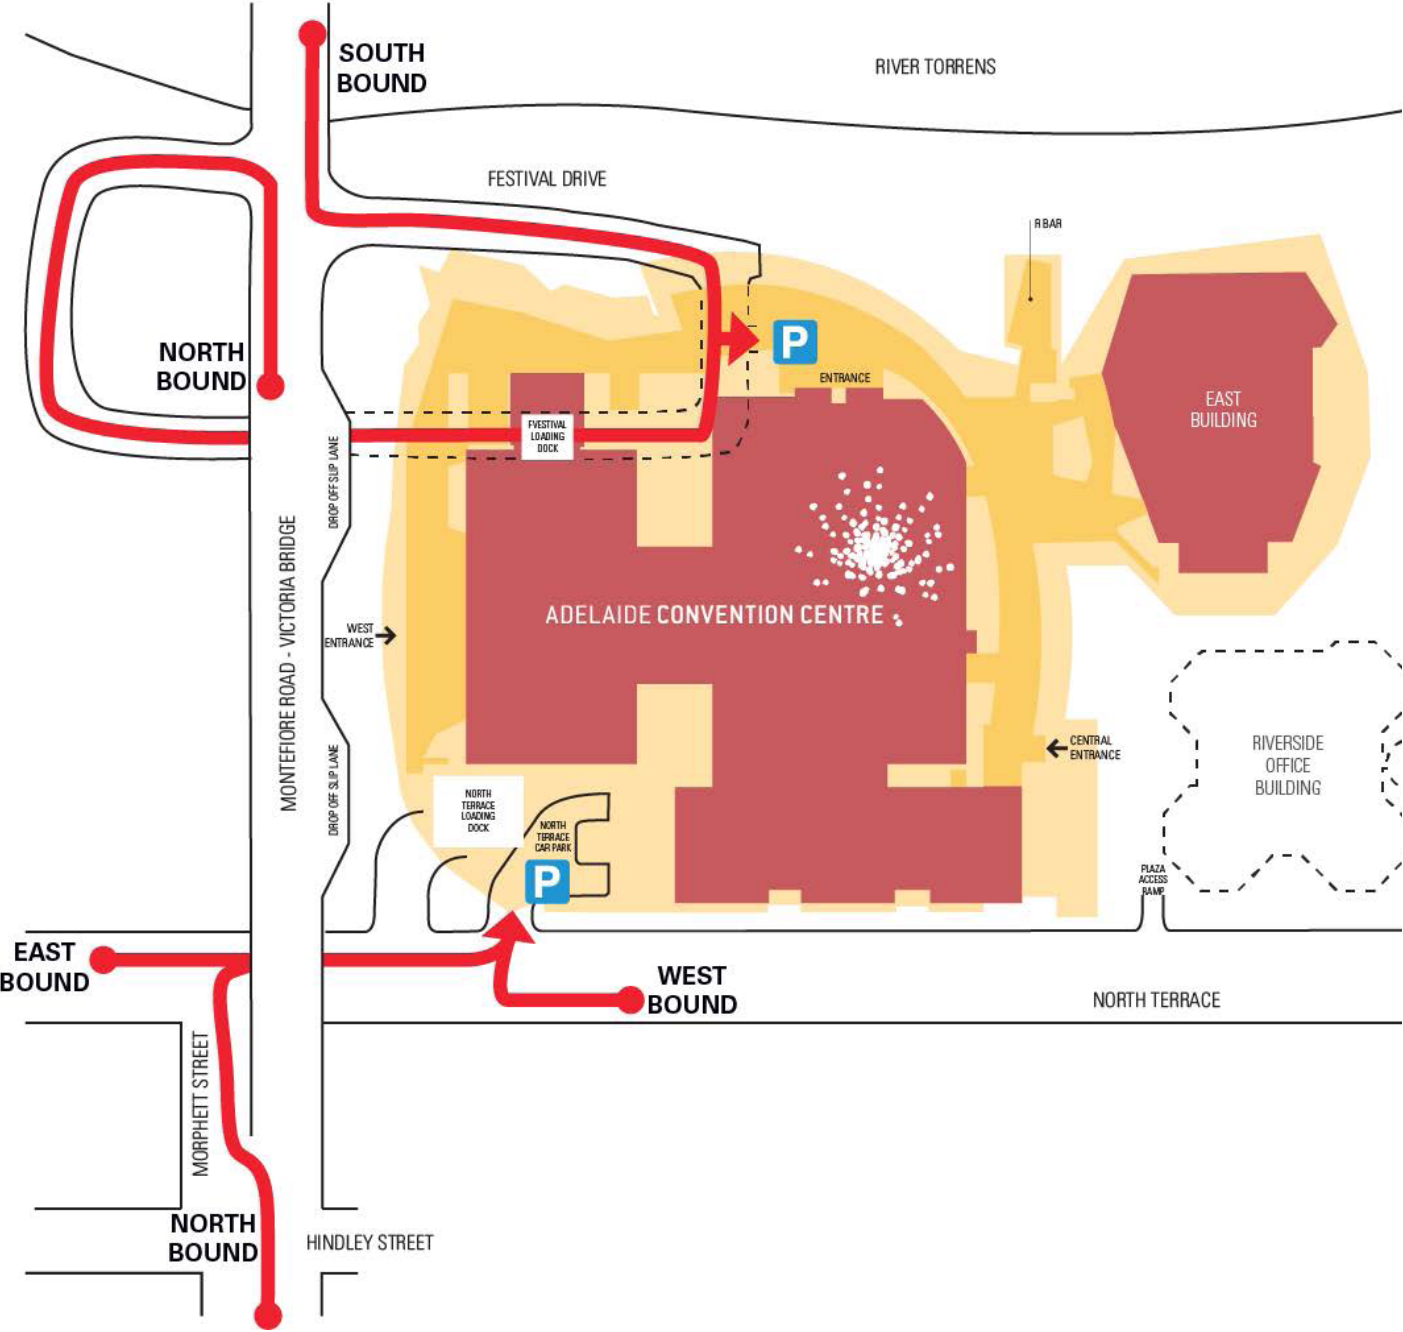 SOUTH
BOUND
RIVER TORRENS
FESTIVAL DRIVE
R BAR
NORTH
BOUND
P
ENTRANCE
EAST
BUILDING
FVESTIVAL
LOADING
DOCK
DROP OFF SLIP LANE
MONTEFIORE ROAD - VICTORIA BRIDGE
ADELAIDE CONVENTION CENTRE
WEST
ENTRANCE
CENTRAL
ENTRANCE
RIVERSIDE
OFFICE
BUILDING
DROP OFF SLIP LANE
NORTH
TERRACE
LOADING
DOCK
NORTH
TERRACE
CAR PARK
P
PLAZA
ACCESS
RAMP
EAST
BOUND
WEST
BOUND
NORTH TERRACE
MORPHETT STREET
NORTH
BOUND
HINDLEY STREET